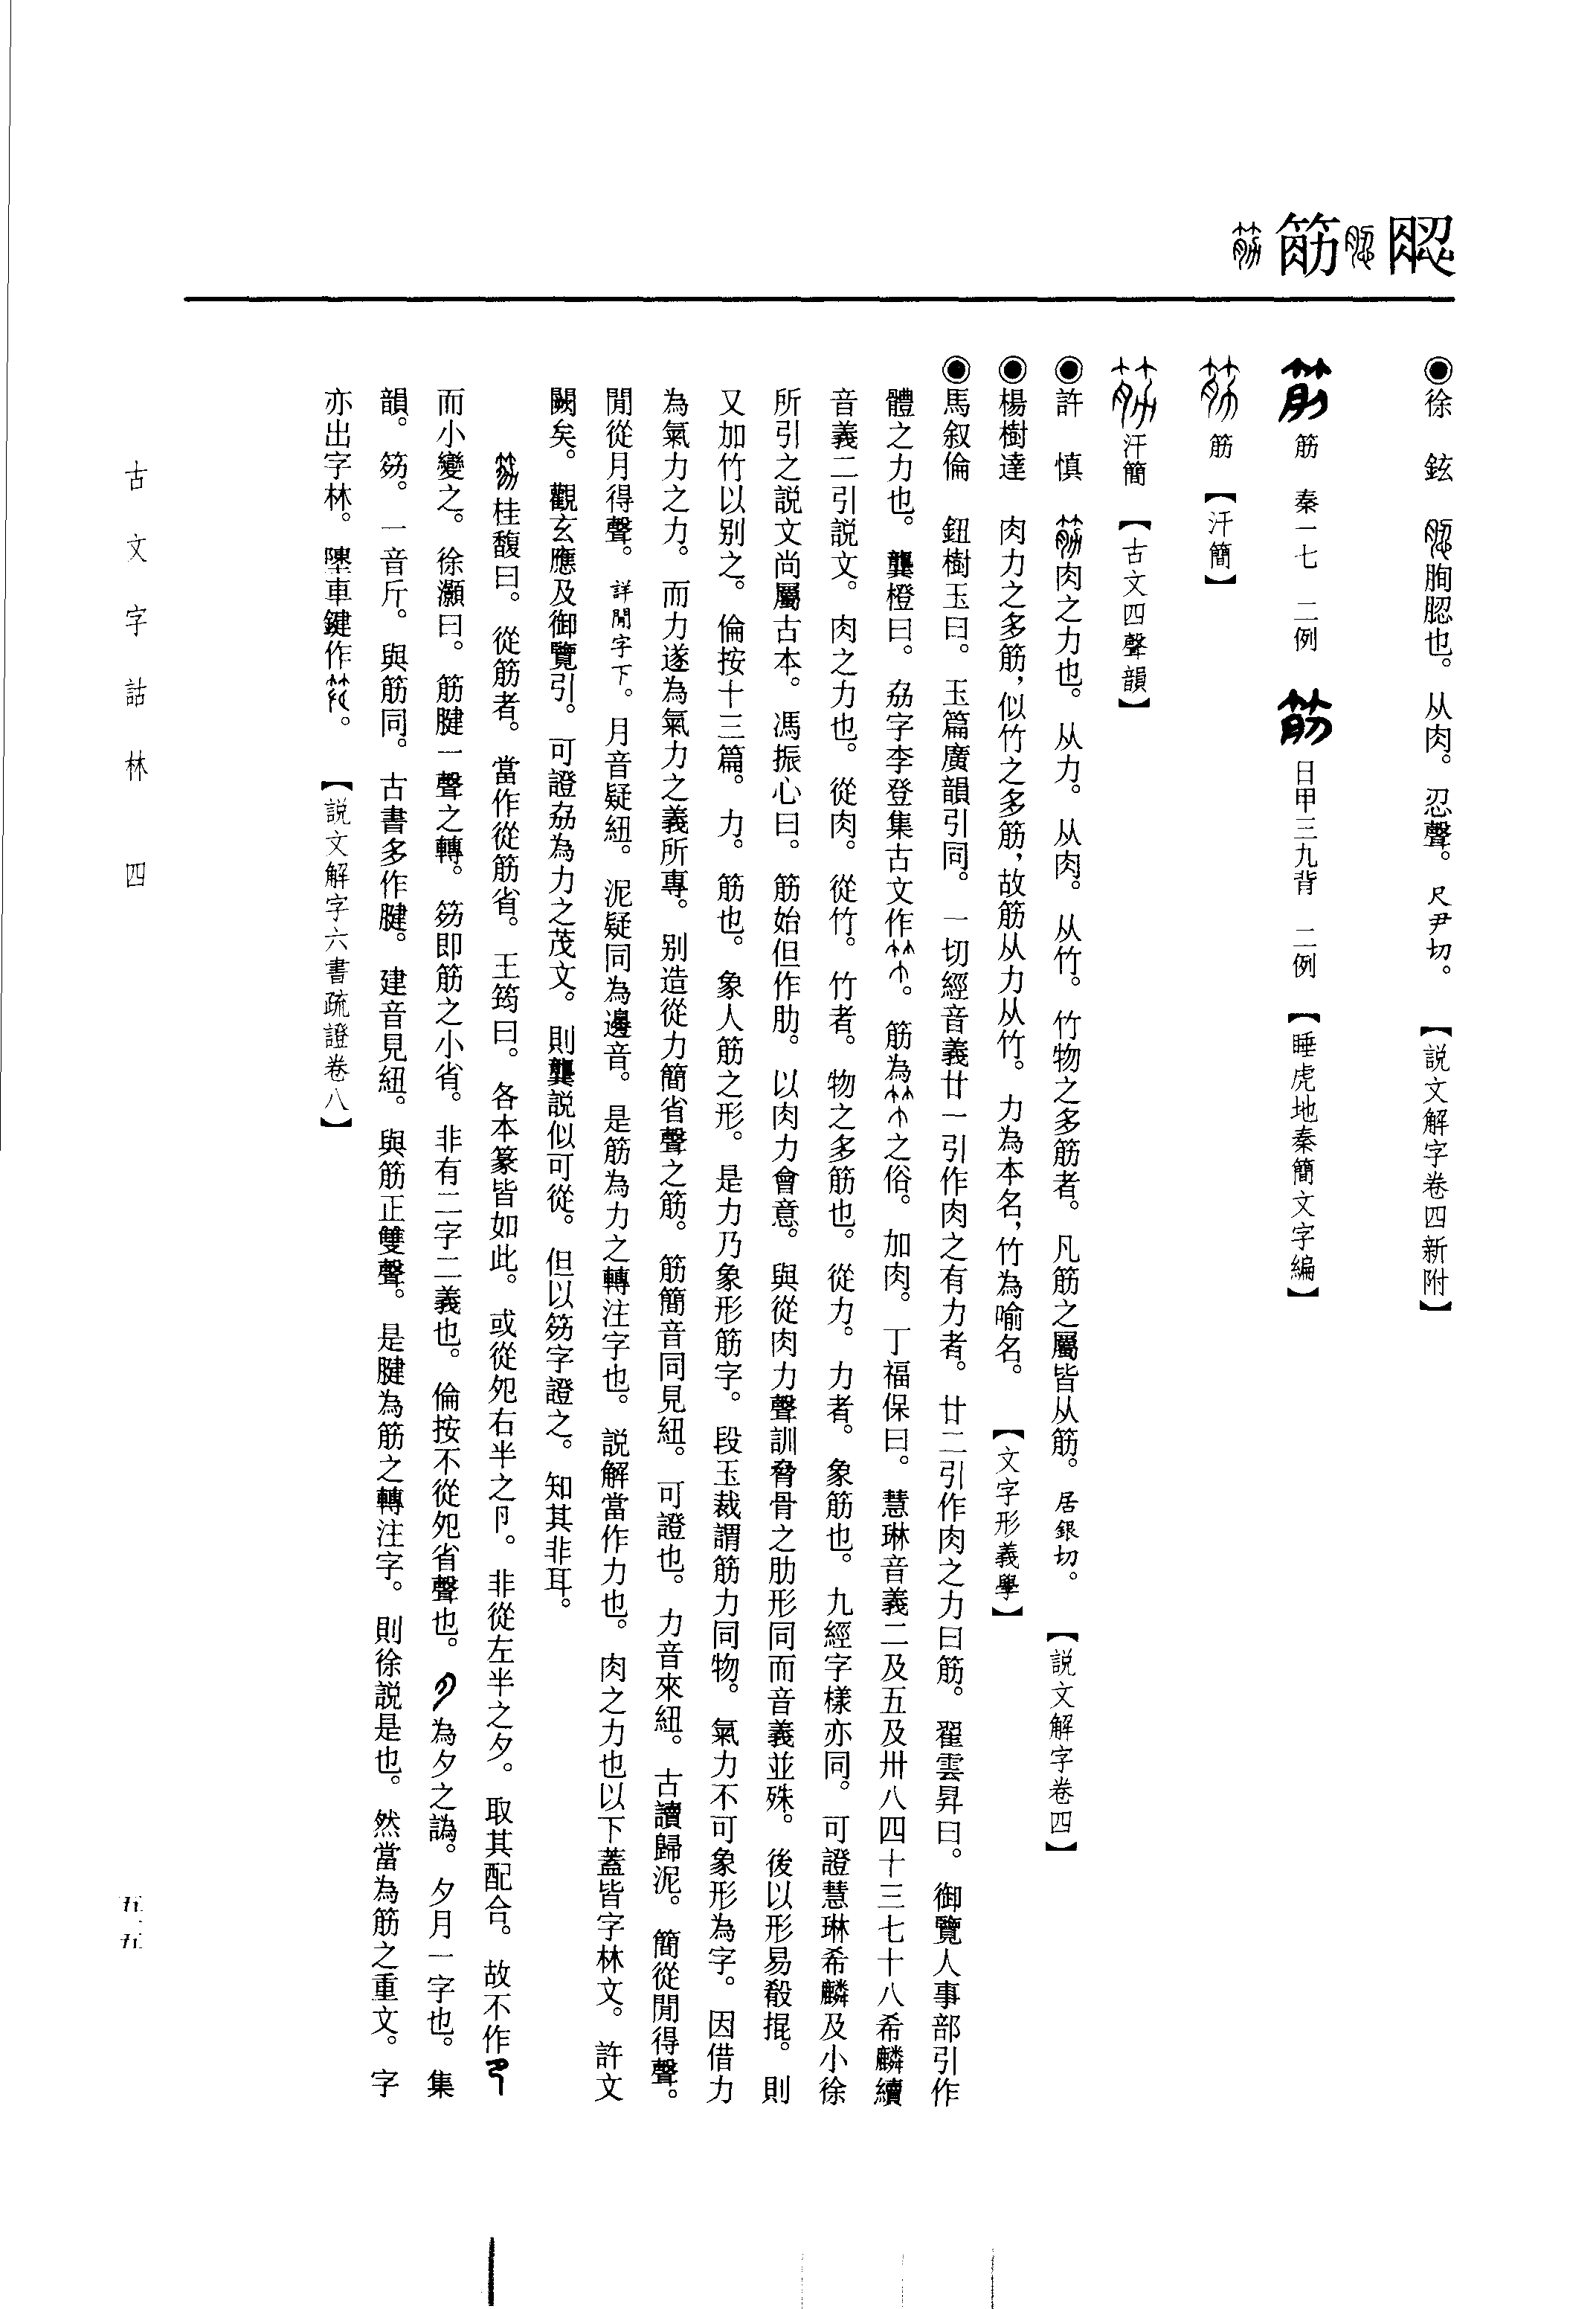 䏰 筋
●徐　鉉　朐䏰也。从肉。忍聲。尺尹切。【説文解字卷四新附】
筋　秦一七　二例　日甲三九背　二例　【睡虎地秦簡文字編】
筋　【汗簡】
汗簡　【古文四聲韻】
●許　慎　肉之力也。从力。从肉。从竹。竹物之多筋者。凡筋之屬皆从筋。居銀切。【説文解字卷四】
●楊樹達　肉力之多筋，似竹之多筋，故筋从力从竹。力為本名，竹為喻名。【文字形義學】
●馬叙倫　鈕樹玉曰。玉篇廣韻引同。一切經音義廿一引作肉之有力者。廿二引作肉之力曰筋。翟雲昇曰。御覽人事部引作
體之力也。龔橙曰。劦字李登集古文作。筋為之俗。加肉。丁福保曰。慧琳音義二及五及卅八四十三七十八希麟續
音義二引説文。肉之力也。從肉。從竹。竹者。物之多筋也。從力。力者。象筋也。九經字樣亦同。可證慧琳希麟及小徐
所引之説文尚屬古本。馮振心曰。筋始但作肋。以肉力會意。與從肉力聲訓脅骨之肋形同而音義並殊。後以形易殽掍。則
又加竹以别之。倫按十三篇。力。筋也。象人筋之形。是力乃象形筋字。段玉裁謂筋力同物。氣力不可象形為字。因借力
為氣力之力。而力遂為氣力之義所專。别造從力簡省聲之筋。筋簡音同見紐。可證也。力音來紐。古讀歸泥。簡從閒得聲。
閒從月得聲。詳閒字下。月音疑紐。泥疑同為邊音。是筋為力之轉注字也。説解當作力也。肉之力也以下蓋皆字林文。許文
闕矣。觀玄應及御覽引。可證劦為力之茂文。則龔説似可從。但以笏字證之。知其非耳。
桂馥曰。從筋者。當作從筋省。王筠曰。各本篆皆如此。或從夗右半之卪。非從左半之夕。取其配合。故不作
而小變之。徐灝曰。筋腱一聲之轉。笏即筋之小省。非有二字二義也。倫按不從夗省聲也。為夕之譌。夕月一字也。集
韻。笏。一音斤。與筋同。古書多作腱。建音見紐。與筋正雙聲。是腱為筋之轉注字。則徐説是也。然當為筋之重文。字
亦出字林。墬車鍵作。【説文解字六書疏證卷八】
古文字詁林　四
五一五